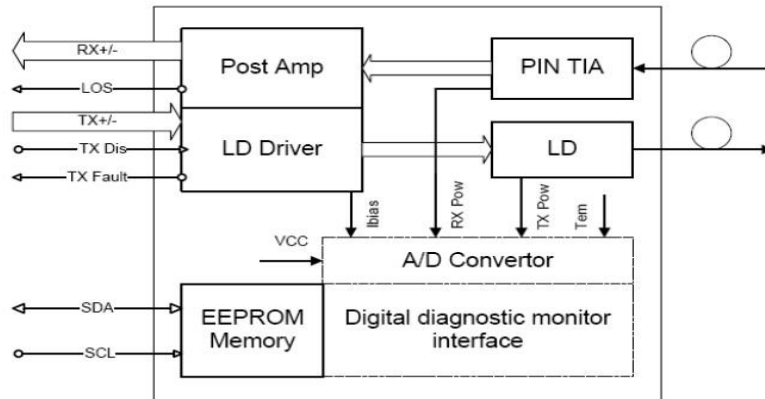 RX+/-
Post Amp
PIN TIA
LOS
TX+/-
TX Dis
LD Driver
LD
TX Fault
Ibias
RX Pow
TX Pow
Tem
VCC
A/D Convertor
SDA
EEPROM
Memory
Digital diagnostic monitor
interface
SCL